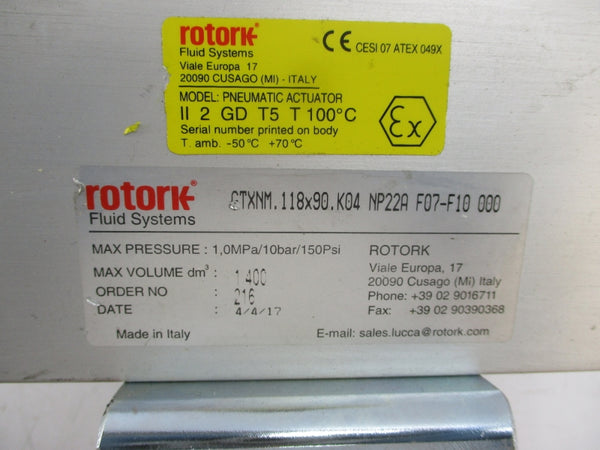 rotork
Fluid Systems
Viale Europa 17
20090 CUSAGO (MI) - ITALY
CE CESI 07 ATEX 049X
MODEL: PNEUMATIC ACTUATOR
II 2 GD T5 T 100°C
Serial number printed on body
T. amb. -50°C +70°C
Ex
rotork
Fluid Systems
GTXNM.118x90.K04 NP22A F07-F10 000
MAX PRESSURE : 1,0MPa/10bar/150Psi
MAX VOLUME dm³ : 1.400
ORDER NO : 216
DATE : 4/4/17
Made in Italy
ROTORK
Viale Europa, 17
20090 Cusago (Mi) Italy
Phone: +39 02 9016711
Fax: +39 02 90390368
E-mail: sales.lucca@rotork.com